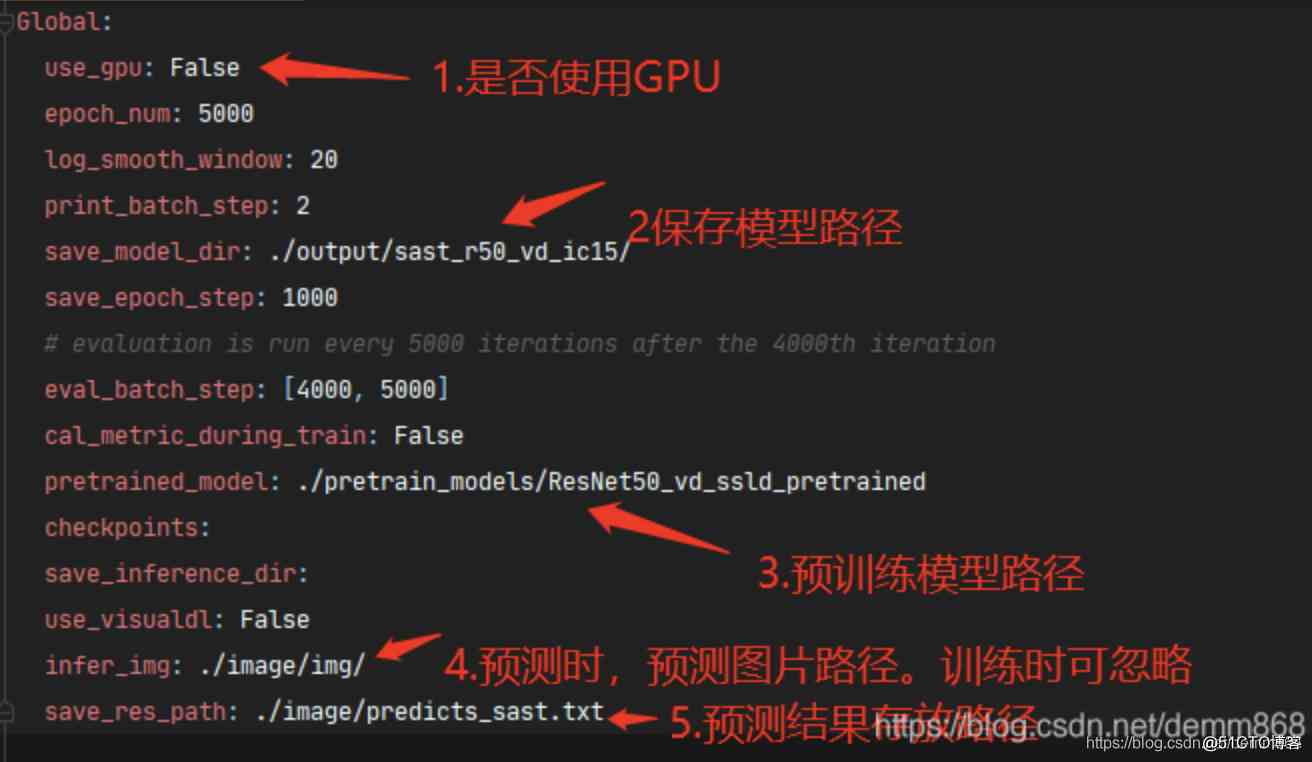 Global:
use_gpu: False
1.是否使用GPU
epoch_num: 5000
log_smooth_window: 20
print_batch_step: 2
2保存模型路径
save_model_dir: ./output/sast_r50_vd_ic15/
save_epoch_step: 1000
# evaluation is run every 5000 iterations after the 4000th iteration
eval_batch_step: [4000, 5000]
cal_metric_during_train: False
pretrained_model: ./pretrain_models/ResNet50_vd_ssld_pretrained
checkpoints:
3.预训练模型路径
save_inference_dir:
use_visualdl: False
infer_img: ./image/img/
4.预测时，预测图片路径。训练时可忽略
save_res_path: ./image/predicts_sast.txt
5.预测结果存放路径
https://blog.csdn.net/demm868
https://blog.csdn
@51CTO博客